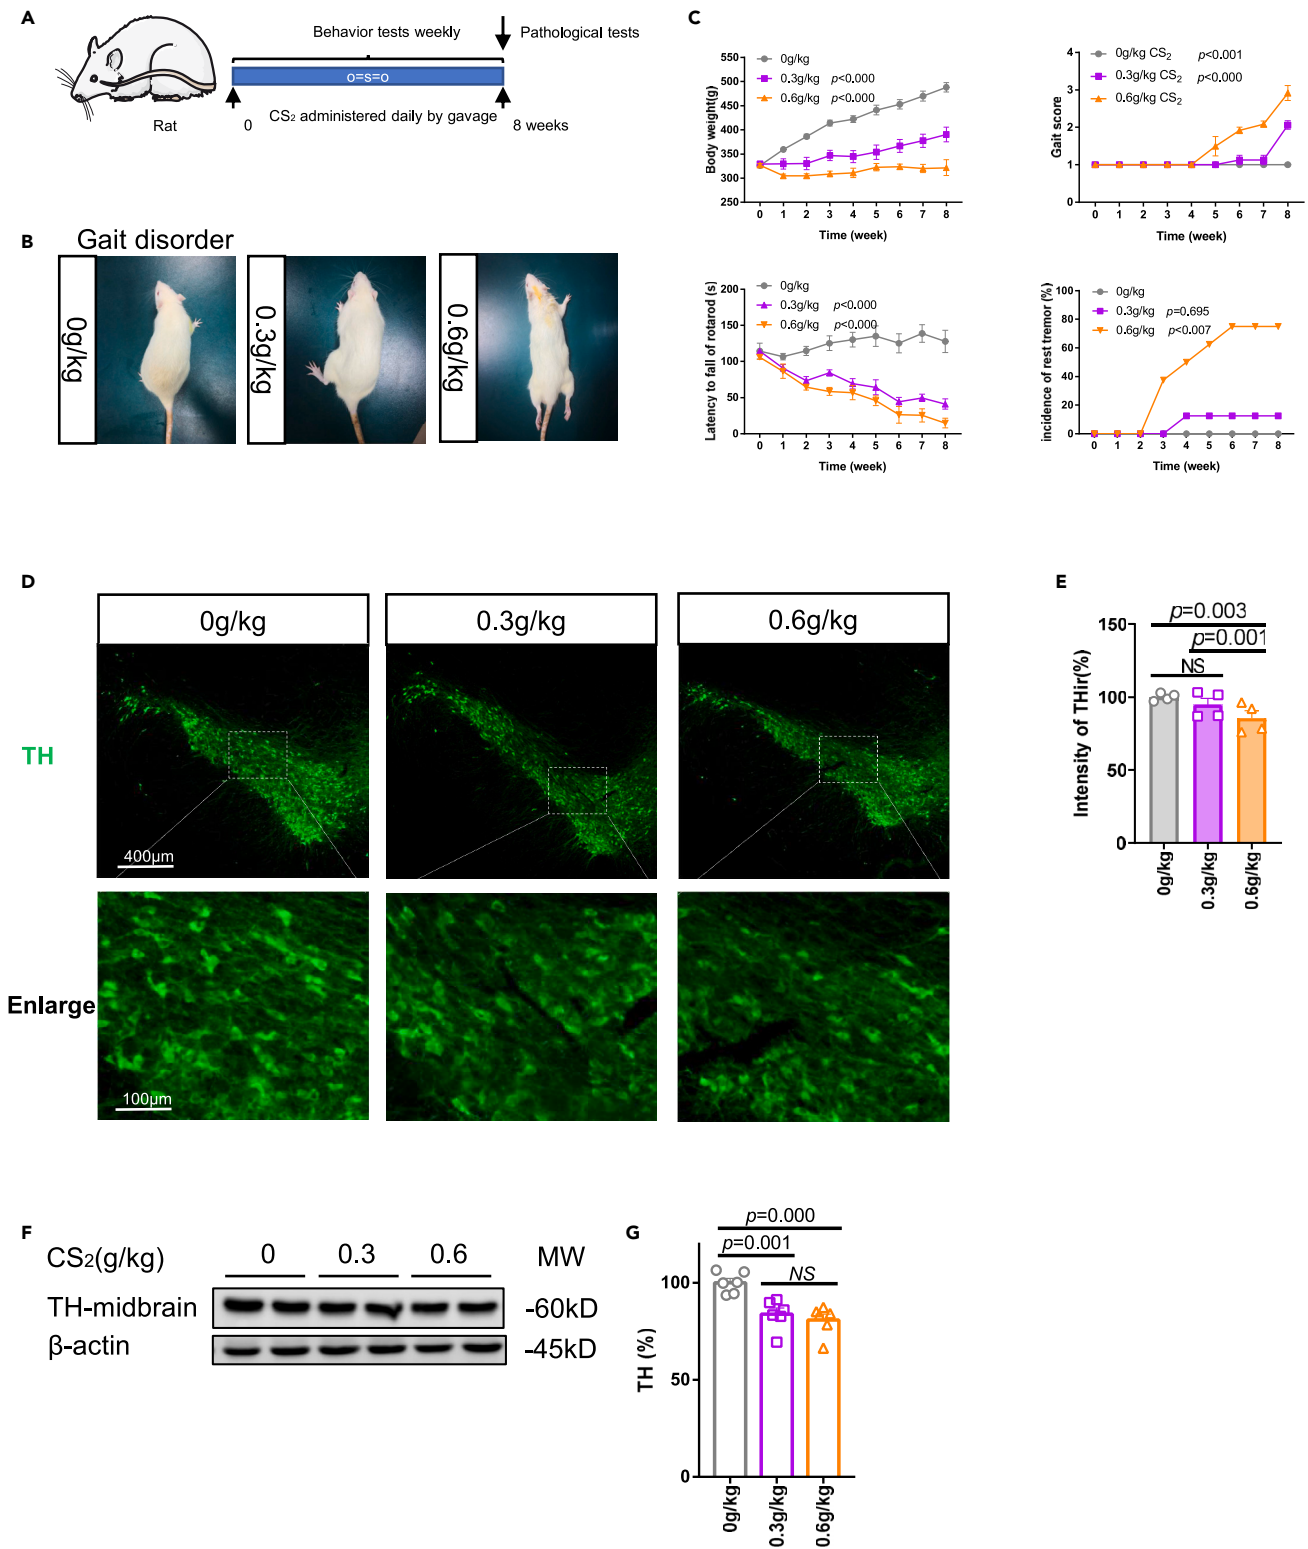 A
Behavior tests weekly
Pathological tests
o=s=o
Rat
0
CS2 administered daily by gavage
8 weeks
B
Gait disorder
0g/kg
0.3g/kg
0.6g/kg
C
0g/kg
0.3g/kg p<0.000
0.6g/kg p<0.000
Body weight(g)
550
500
450
400
350
300
250
0 1 2 3 4 5 6 7 8
Time (week)
0g/kg CS2 p<0.001
0.3g/kg CS2 p<0.000
0.6g/kg CS2
Gait score
4
3
2
1
0
0 1 2 3 4 5 6 7 8
Time (week)
0g/kg
0.3g/kg p<0.000
0.6g/kg p<0.000
Latency to fall of rotarod (s)
200
150
100
50
0
0 1 2 3 4 5 6 7 8
Time (week)
0g/kg
0.3g/kg p=0.695
0.6g/kg p<0.007
incidence of rest tremor (%)
100
80
60
40
20
0
0 1 2 3 4 5 6 7 8
Time (week)
D
0g/kg
0.3g/kg
0.6g/kg
TH
400µm
Enlarge
100µm
E
p=0.003
p=0.001
NS
Intensity of THir(%)
150
100
50
0
0g/kg
0.3g/kg
0.6g/kg
F
CS2(g/kg) 0 0.3 0.6 MW
TH-midbrain -60kD
β-actin -45kD
G
p=0.000
p=0.001
NS
TH (%)
100
50
0
0g/kg
0.3g/kg
0.6g/kg